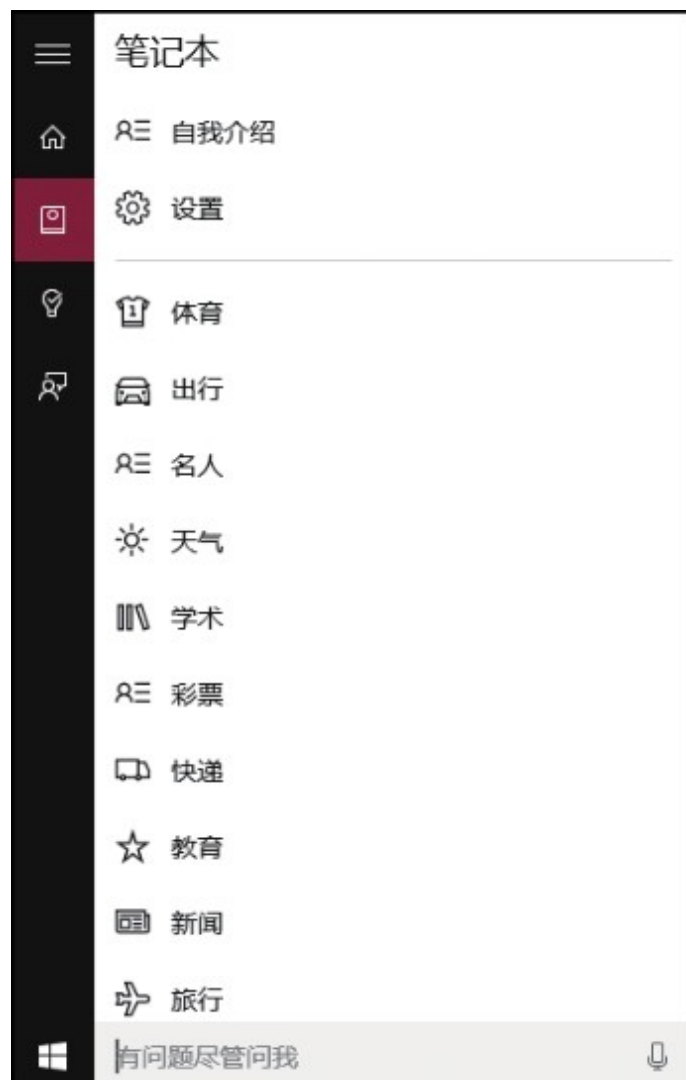 笔记本
自我介绍
设置
体育
出行
名人
天气
学术
彩票
快递
教育
新闻
旅行
有问题尽管问我